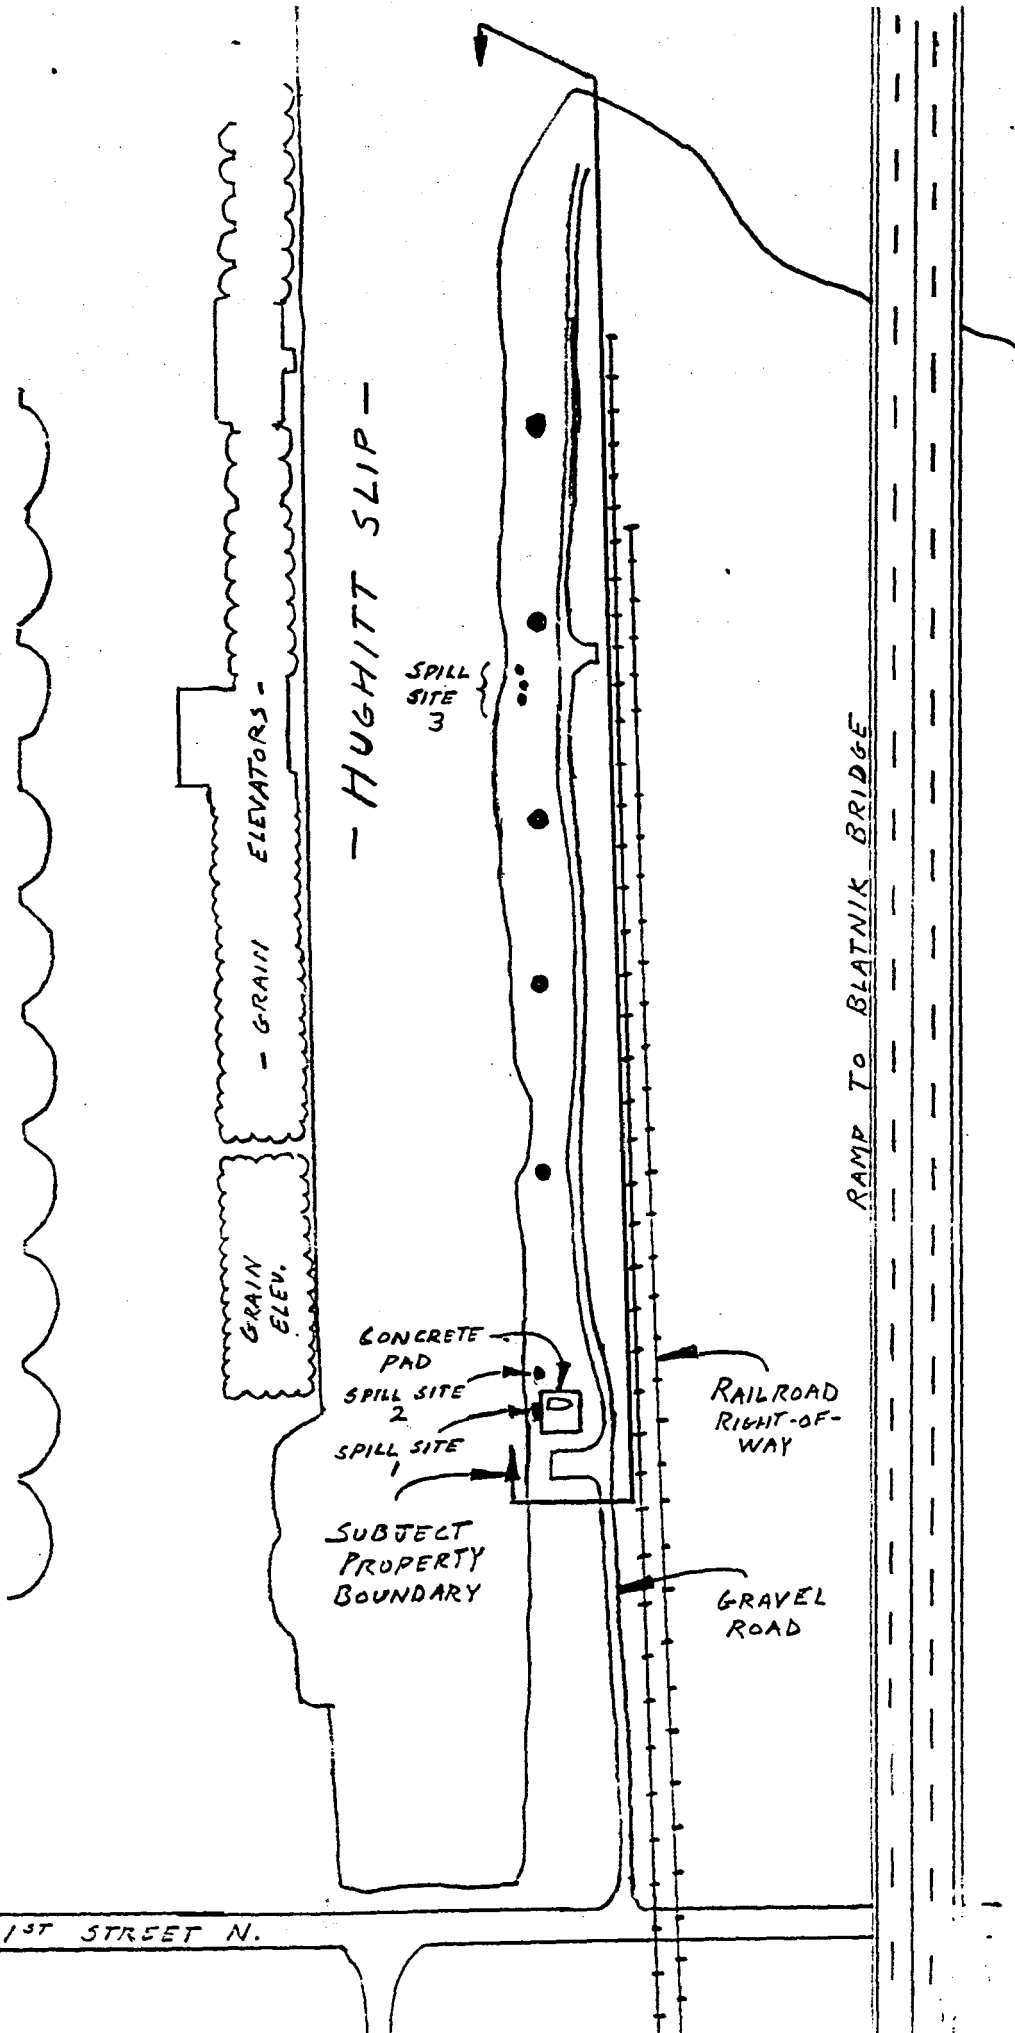 - HUGHITT SLIP -
SPILL
SITE
3
- GRAIN ELEVATORS -
RAMP TO BLATNIK BRIDGE
GRAIN
ELEV.
CONCRETE
PAD
SPILL SITE
2
SPILL SITE
1
RAILROAD
RIGHT-OF-
WAY
SUBJECT
PROPERTY
BOUNDARY
GRAVEL
ROAD
1ST STREET N.